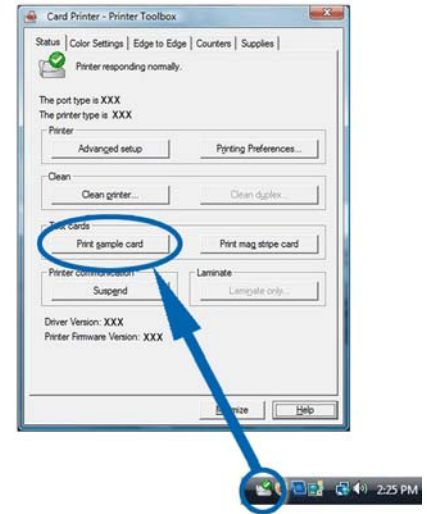 Card Printer - Printer Toolbox
Status Color Settings Edge to Edge Counters Supplies
Printer responding normally.
The port type is XXX
The printer type is XXX
Printer
Advanced setup Printing Preferences...
Clean
Clean printer... Clean duplex...
Test cards
Print sample card Print mag stripe card
Printer communication Laminate
Suspend Laminate only...
Driver Version: XXX
Printer Firmware Version: XXX
Help
2:25 PM